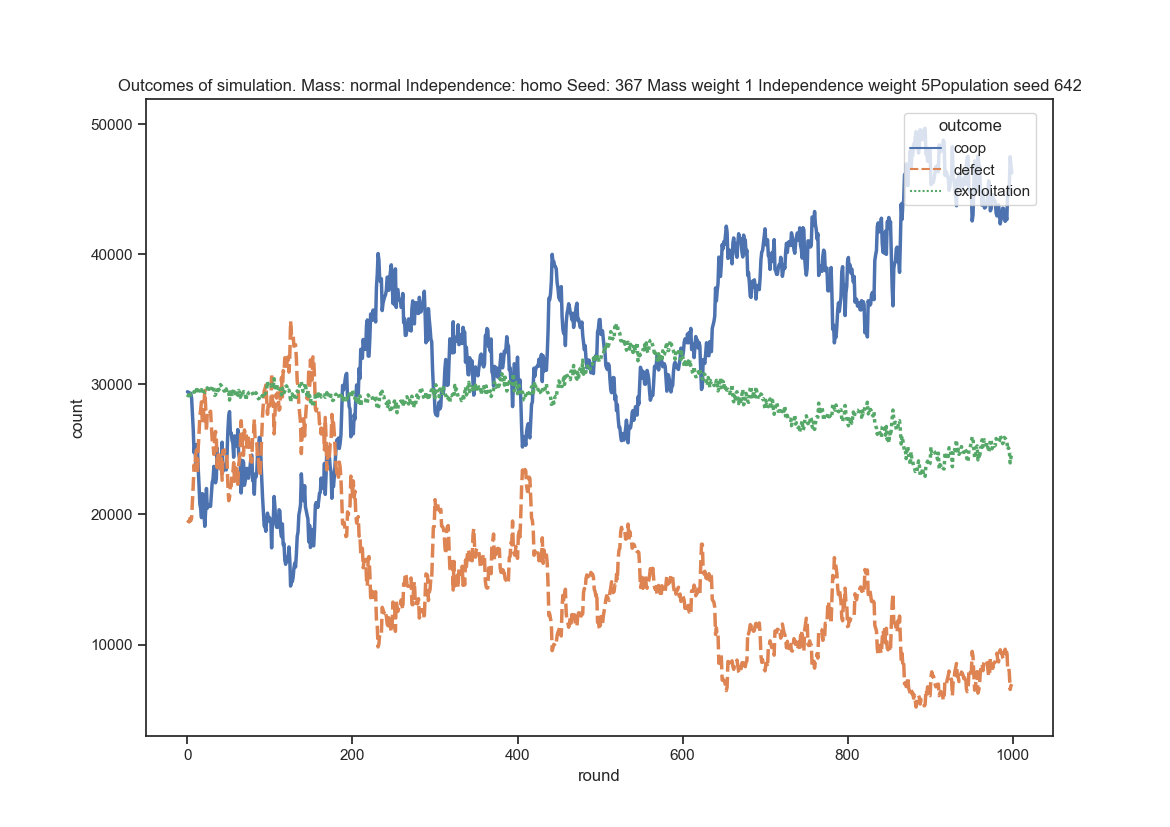 Outcomes of simulation. Mass: normal Independence: homo Seed: 367 Mass weight 1 Independence weight 5Population seed 642
outcome
coop
defect
exploitation
50000
40000
30000
20000
10000
count
0 200 400 600 800 1000
round